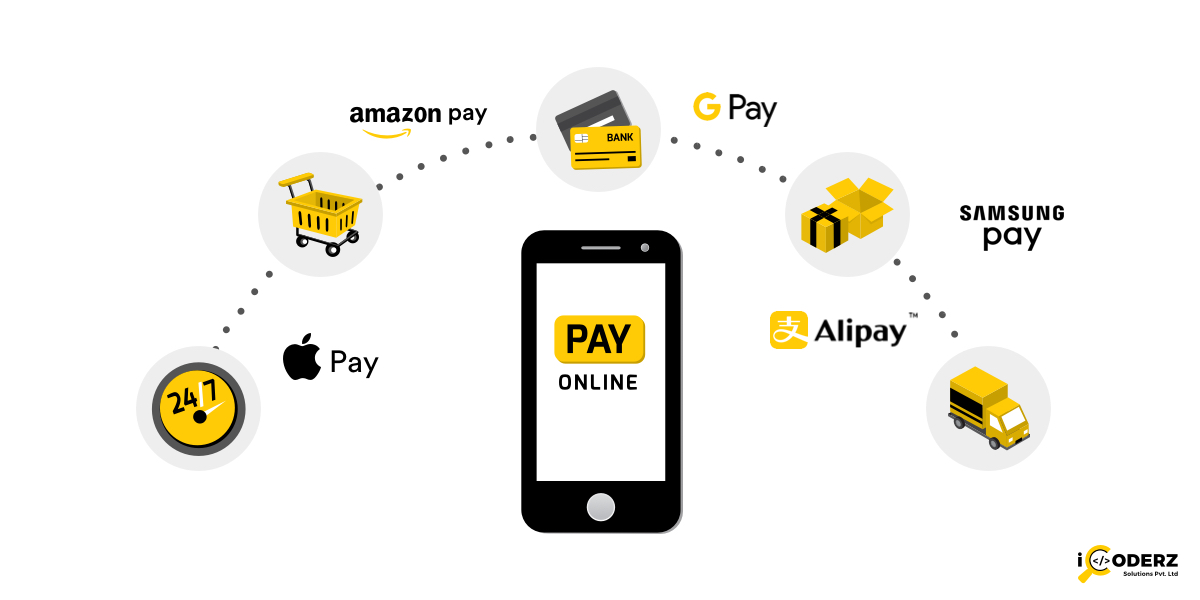 amazon pay
BANK
G Pay
SAMSUNG
pay
支 Alipay™
Pay
24/7
PAY
ONLINE
iCODERZ
Solutions Pvt. Ltd